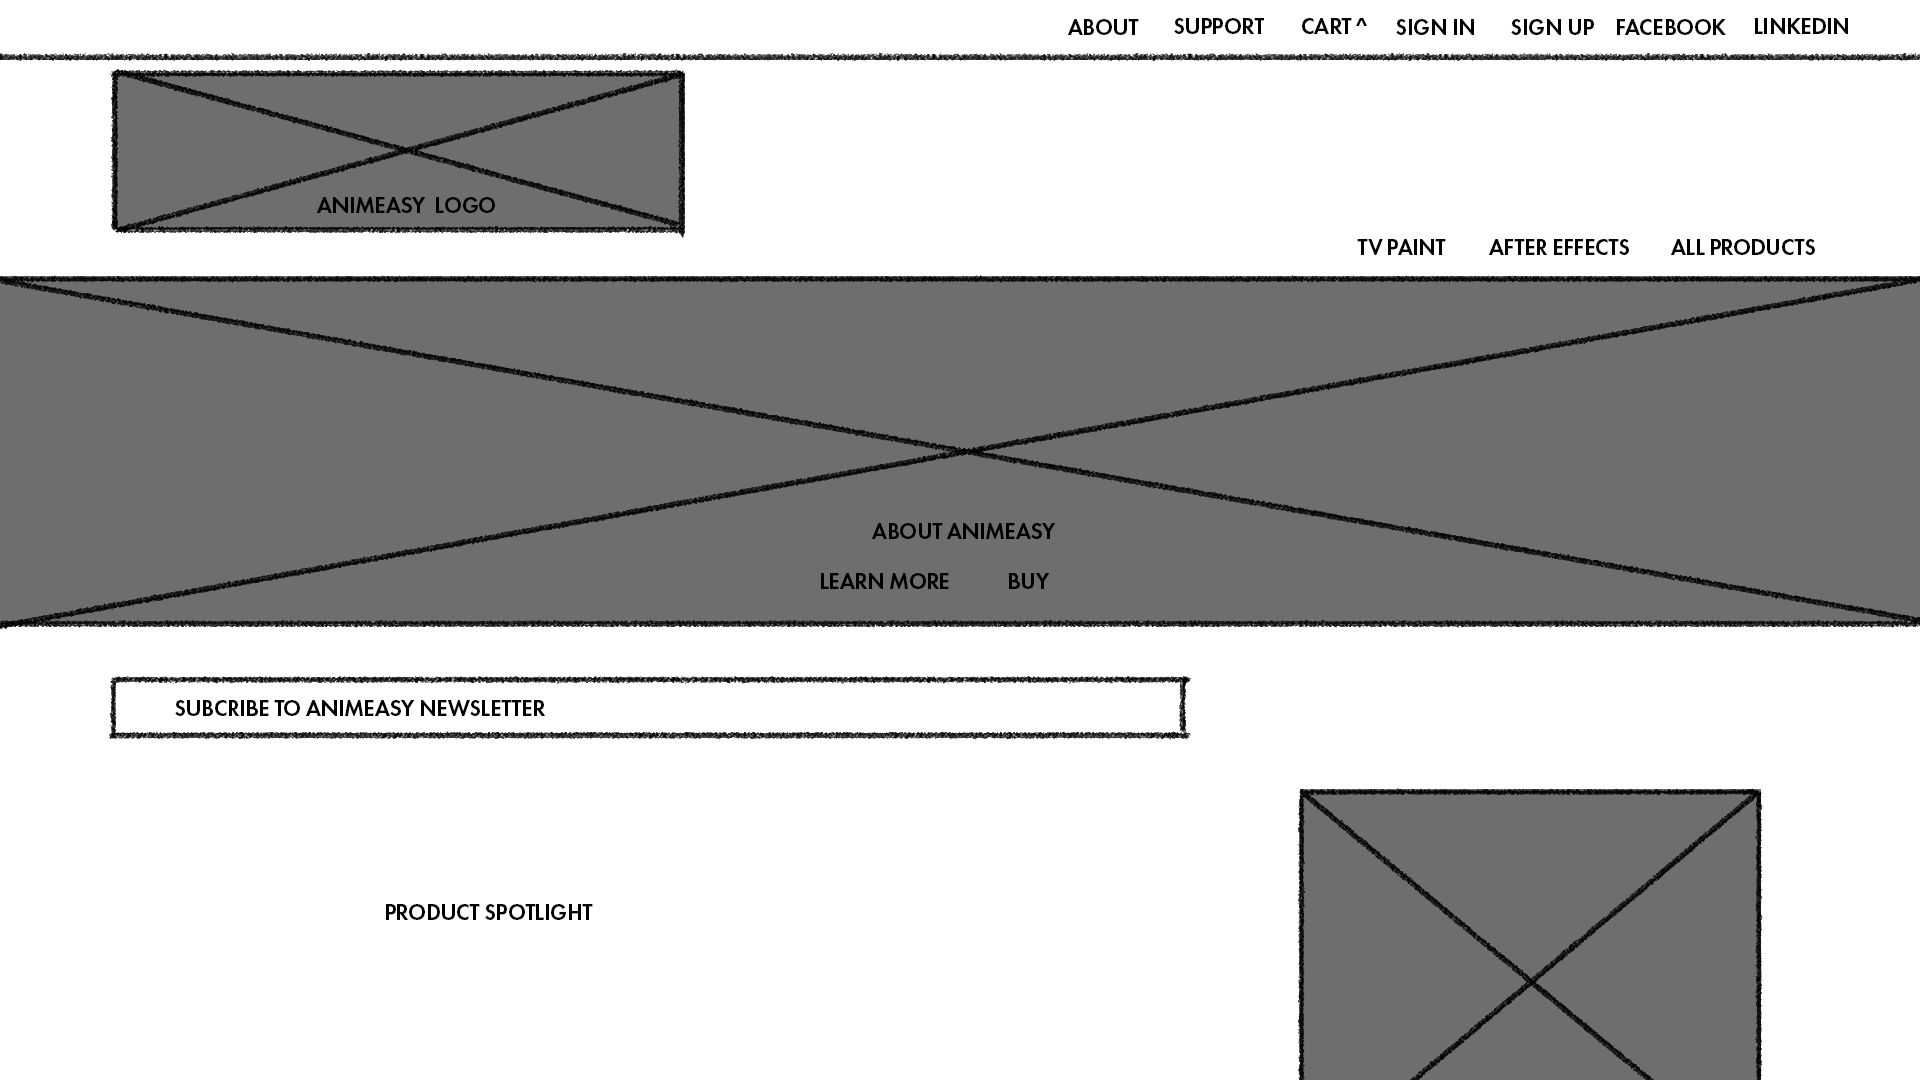 ABOUT SUPPORT CART ^ SIGN IN SIGN UP FACEBOOK LINKEDIN
ANIMEASY LOGO
TV PAINT AFTER EFFECTS ALL PRODUCTS
ABOUT ANIMEASY
LEARN MORE BUY
SUBCRIBE TO ANIMEASY NEWSLETTER
PRODUCT SPOTLIGHT